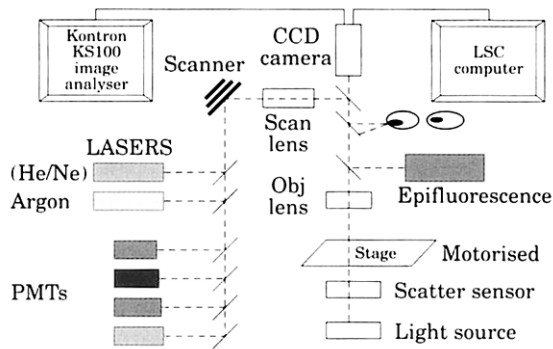 Kontron
KS100
image
analyser
CCD
camera
LSC
computer
Scanner
Scan
lens
LASERS
(He/Ne)
Argon
Epifluorescence
Obj
lens
Stage
Motorised
PMTs
Scatter sensor
Light source